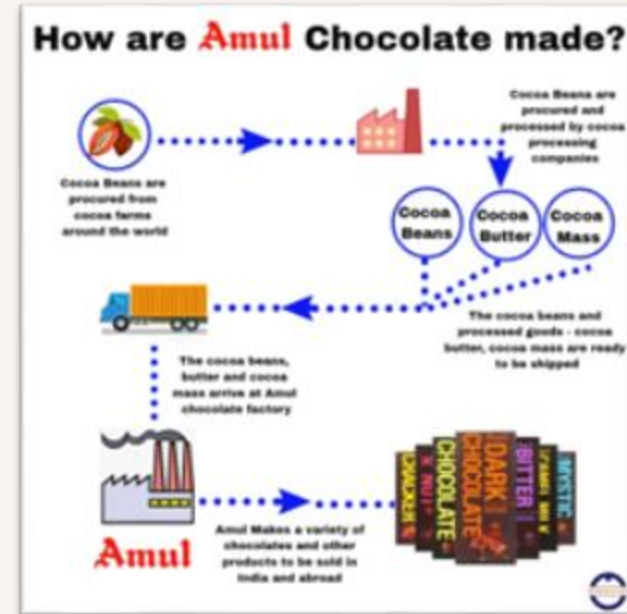 How are Amul Chocolate made?
Cocoa Beans are
procured from
cocoa farms
around the world
Cocoa Beans are
procured and
processed by cocoa
processing
companies
Cocoa
Beans
Cocoa
Butter
Cocoa
Mass
The cocoa beans and
processed goods - cocoa
butter, cocoa mass are ready
to be shipped
The cocoa beans,
butter and cocoa
mass arrive at Amul
chocolate factory
Amul
Amul Makes a variety of
chocolates and other
products to be sold in
India and abroad
CHOCOLATE
DARK
CHOCOLATE
BITTER
MYSTIC